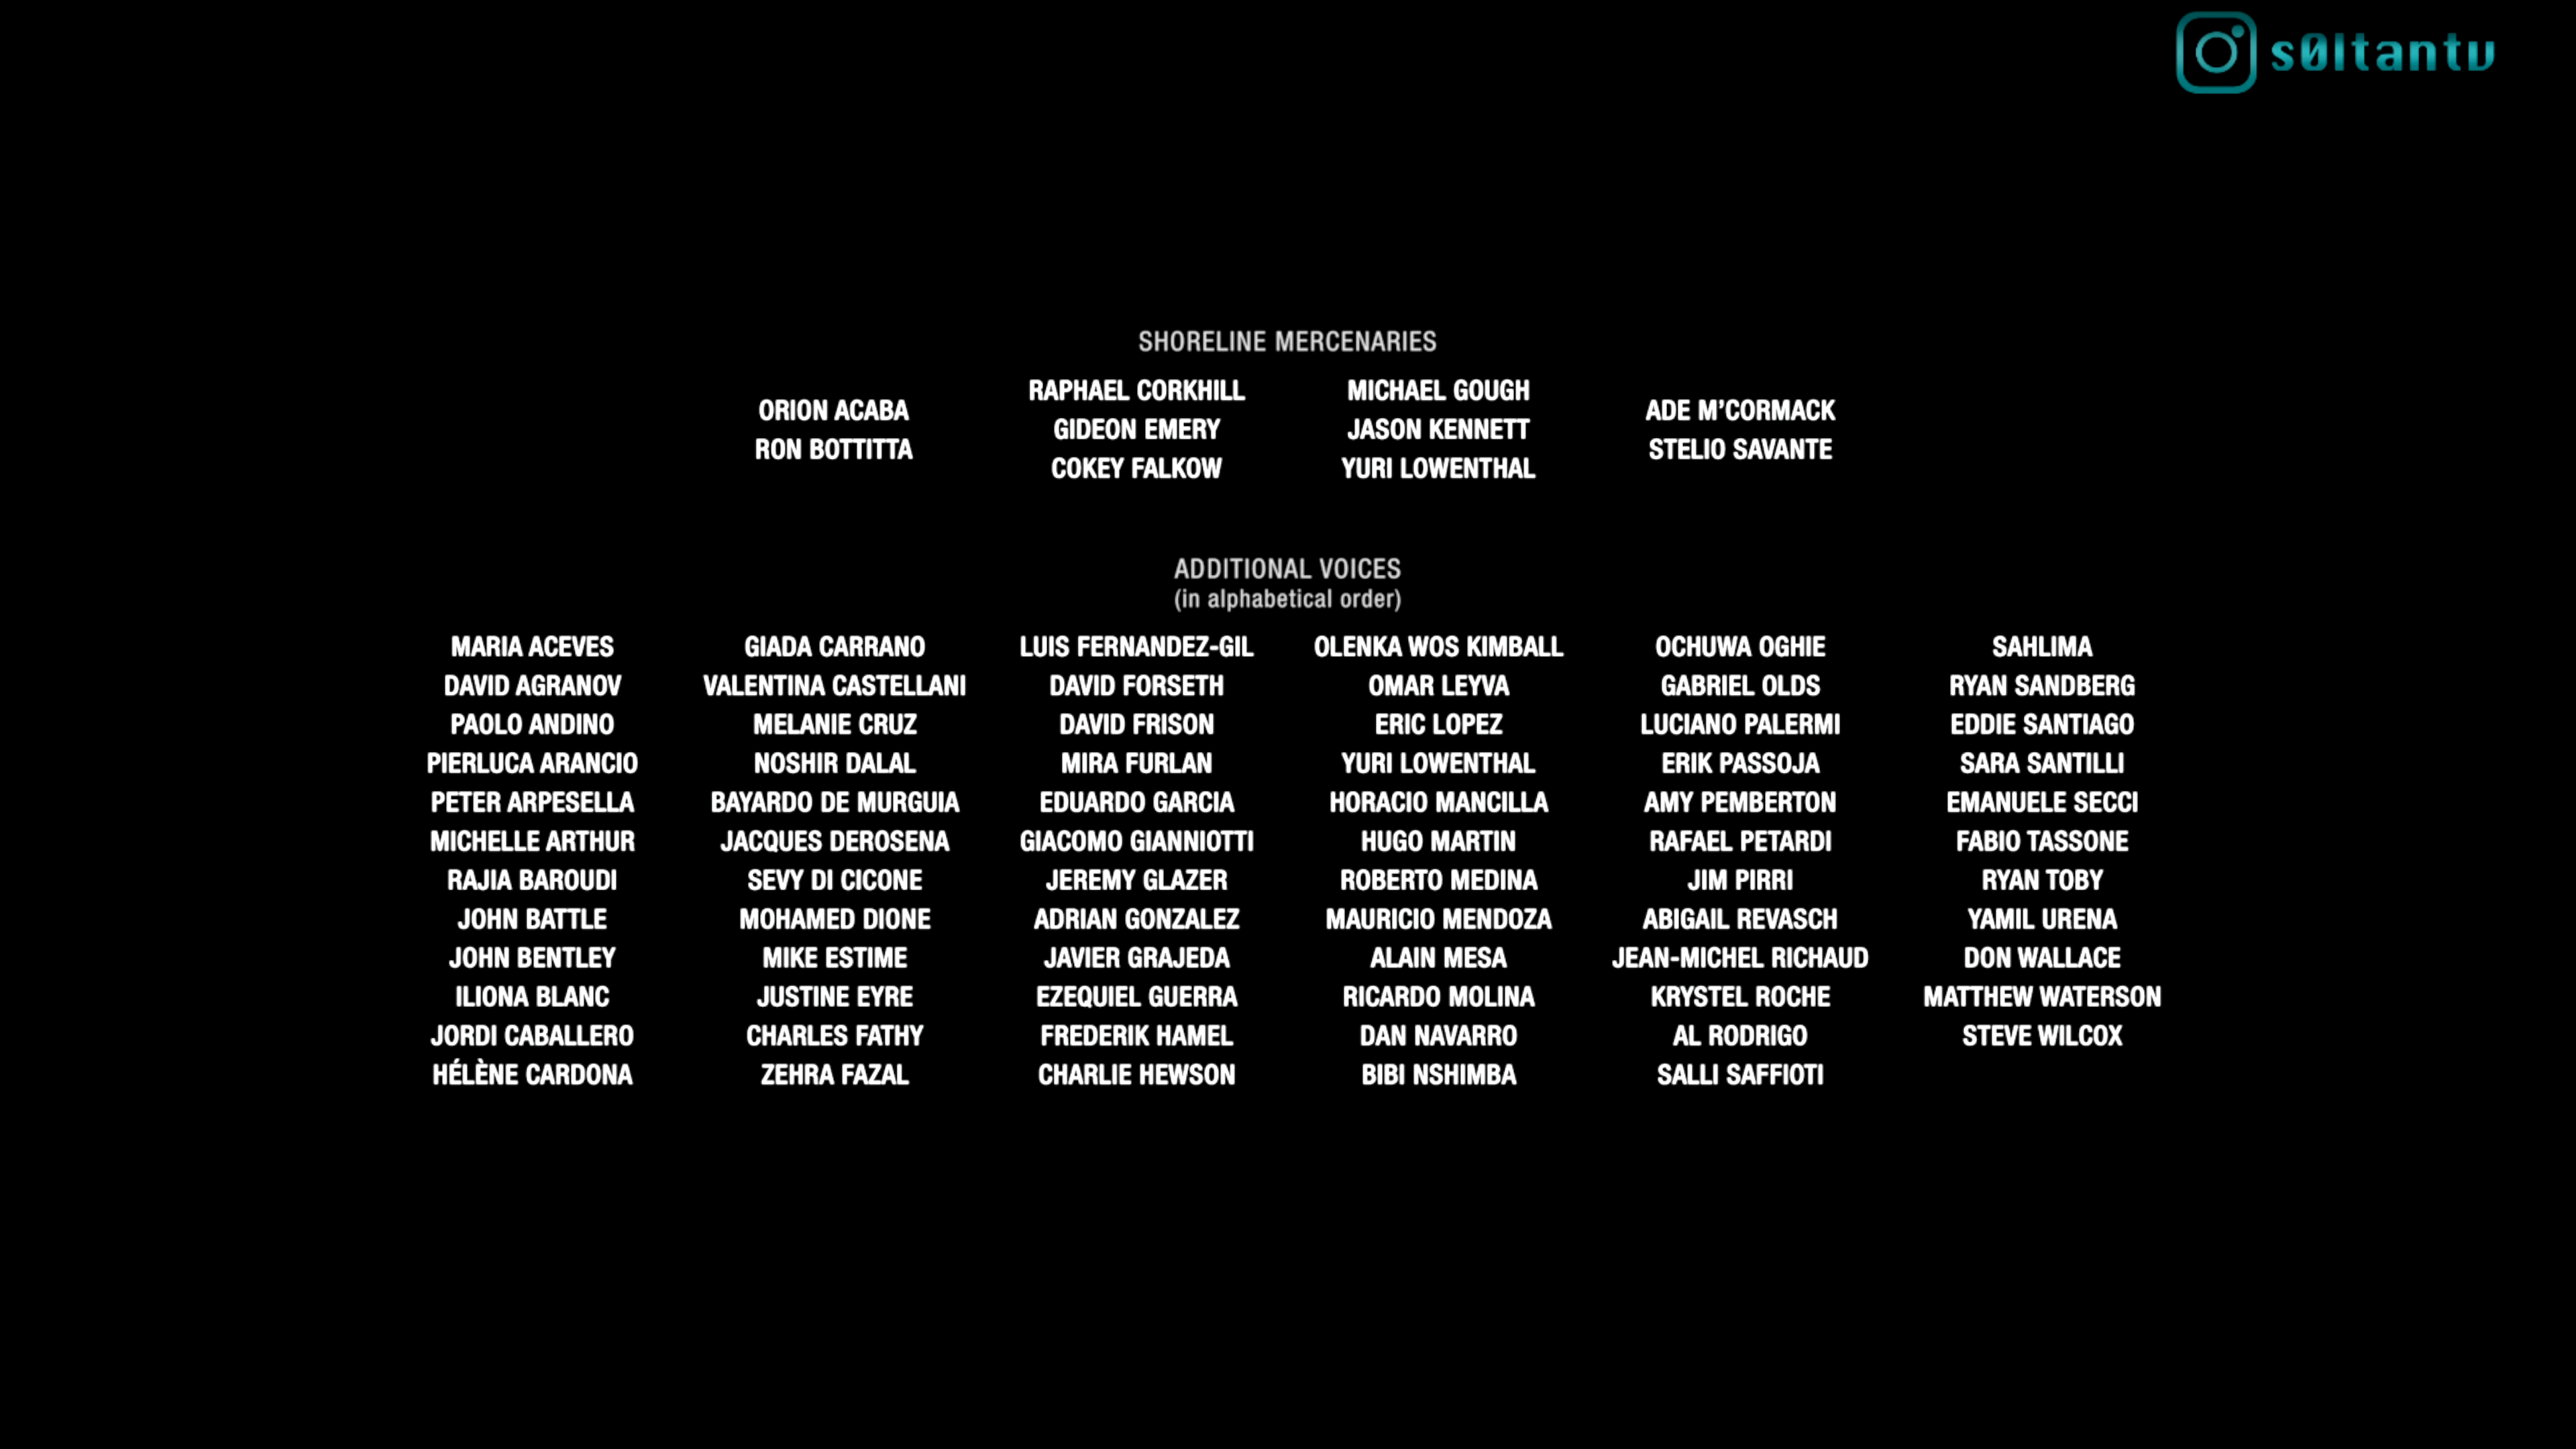 s0ltantv
SHORELINE MERCENARIES
ORION ACABA
RON BOTTITTA
RAPHAEL CORKHILL
GIDEON EMERY
COKEY FALKOW
MICHAEL GOUGH
JASON KENNETT
YURI LOWENTHAL
ADE M'CORMACK
STELIO SAVANTE
ADDITIONAL VOICES
(in alphabetical order)
MARIA ACEVES
DAVID AGRANOV
PAOLO ANDINO
PIERLUCA ARANCIO
PETER ARPESELLA
MICHELLE ARTHUR
RAJIA BAROUDI
JOHN BATTLE
JOHN BENTLEY
ILIONA BLANC
JORDI CABALLERO
HÉLÈNE CARDONA
GIADA CARRANO
VALENTINA CASTELLANI
MELANIE CRUZ
NOSHIR DALAL
BAYARDO DE MURGUIA
JACQUES DEROSENA
SEVY DI CICONE
MOHAMED DIONE
MIKE ESTIME
JUSTINE EYRE
CHARLES FATHY
ZEHRA FAZAL
LUIS FERNANDEZ-GIL
DAVID FORSETH
DAVID FRISON
MIRA FURLAN
EDUARDO GARCIA
GIACOMO GIANNIOTTI
JEREMY GLAZER
ADRIAN GONZALEZ
JAVIER GRAJEDA
EZEQUIEL GUERRA
FREDERIK HAMEL
CHARLIE HEWSON
OLENKA WOS KIMBALL
OMAR LEYVA
ERIC LOPEZ
YURI LOWENTHAL
HORACIO MANCILLA
HUGO MARTIN
ROBERTO MEDINA
MAURICIO MENDOZA
ALAIN MESA
RICARDO MOLINA
DAN NAVARRO
BIBI NSHIMBA
OCHUWA OGHIE
GABRIEL OLDS
LUCIANO PALERMI
ERIK PASSOJA
AMY PEMBERTON
RAFAEL PETARDI
JIM PIRRI
ABIGAIL REVASCH
JEAN-MICHEL RICHAUD
KRYSTEL ROCHE
AL RODRIGO
SALLI SAFFIOTI
SAHLIMA
RYAN SANDBERG
EDDIE SANTIAGO
SARA SANTILLI
EMANUELE SECCI
FABIO TASSONE
RYAN TOBY
YAMIL URENA
DON WALLACE
MATTHEW WATERSON
STEVE WILCOX